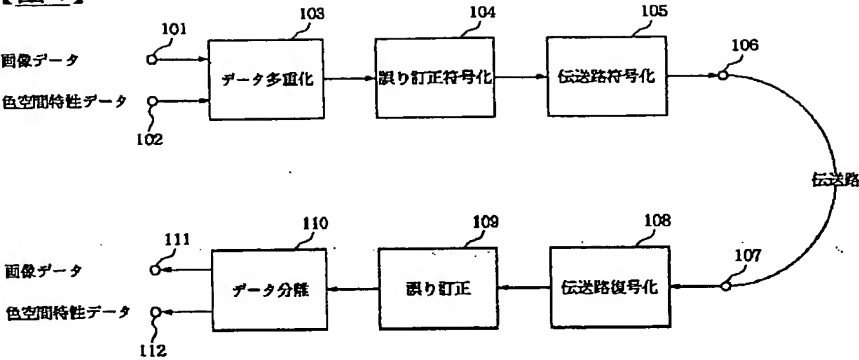 101
103
104
105
106
画像データ
データ多重化
誤り訂正符号化
伝送路符号化
色空間特性データ
102
伝送路
111
110
109
108
107
画像データ
データ分離
誤り訂正
伝送路復号化
色空間特性データ
112